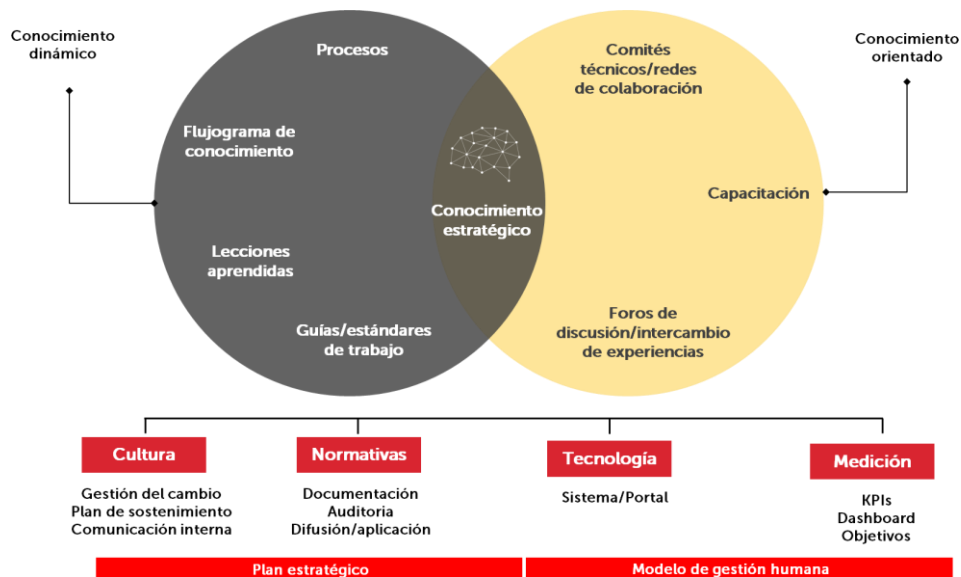 Conocimiento
dinámico
Procesos
Flujograma de
conocimiento
Lecciones
aprendidas
Guías/estándares
de trabajo
Conocimiento
estratégico
Comités
técnicos/redes
de colaboración
Capacitación
Foros de
discusión/intercambio
de experiencias
Conocimiento
orientado
Cultura
Gestión del cambio
Plan de sostenimiento
Comunicación interna
Normativas
Documentación
Auditoria
Difusión/aplicación
Tecnología
Sistema/Portal
Medición
KPIs
Dashboard
Objetivos
Plan estratégico
Modelo de gestión humana